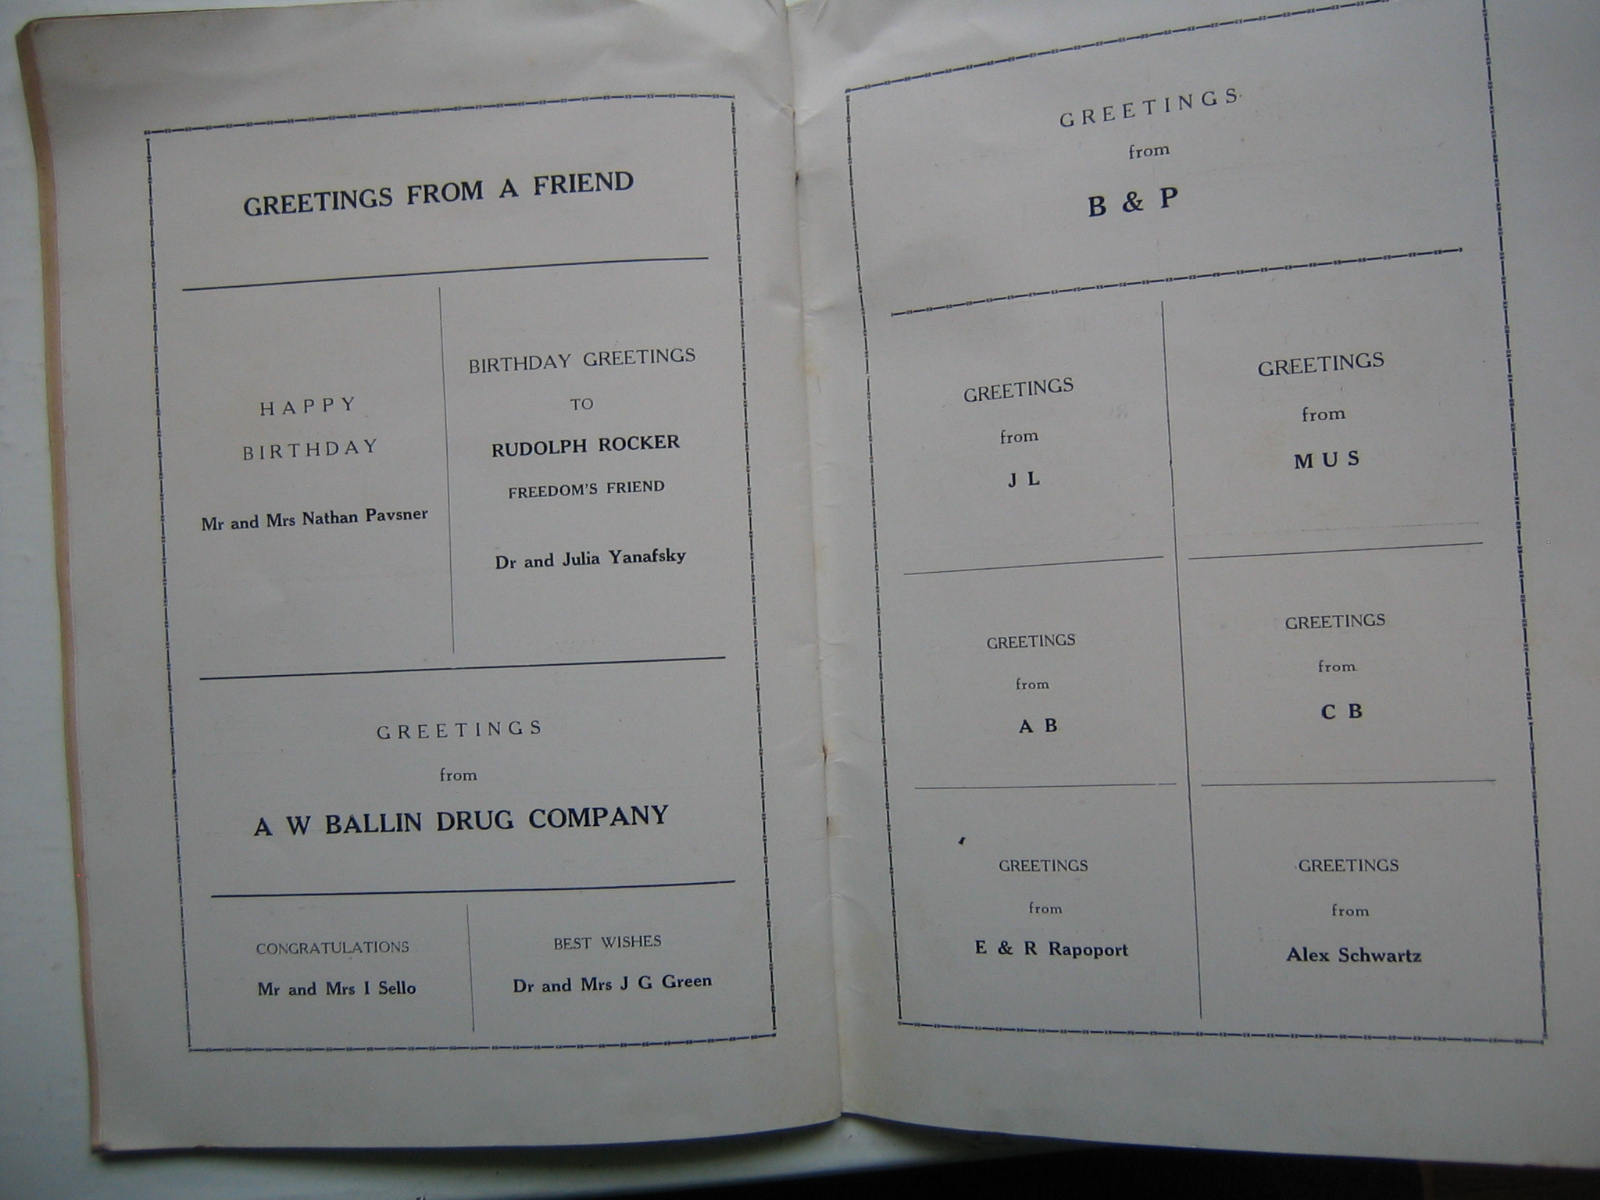 GREETINGS FROM A FRIEND
HAPPY
BIRTHDAY
Mr and Mrs Nathan Pavsner
BIRTHDAY GREETINGS
TO
RUDOLPH ROCKER
FREEDOM'S FRIEND
Dr and Julia Yanafsky
GREETINGS
from
A W BALLIN DRUG COMPANY
CONGRATULATIONS
Mr and Mrs I Sello
BEST WISHES
Dr and Mrs J G Green
GREETINGS
from
B & P
GREETINGS
from
J L
GREETINGS
from
M U S
GREETINGS
from
A B
GREETINGS
from
C B
GREETINGS
from
E & R Rapoport
GREETINGS
from
Alex Schwartz